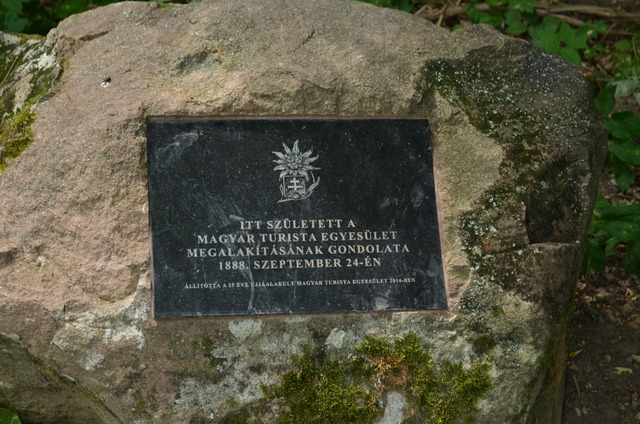 ITT SZÜLETETT A
MAGYAR TURISTA EGYESÜLET
MEGALAKÍTÁSÁNAK GONDOLATA
1888. SZEPTEMBER 24-ÉN
ÁLLÍTOTTA A 25 ÉVE ÚJJÁALAKULT MAGYAR TURISTA EGYESÜLET 2014-BEN